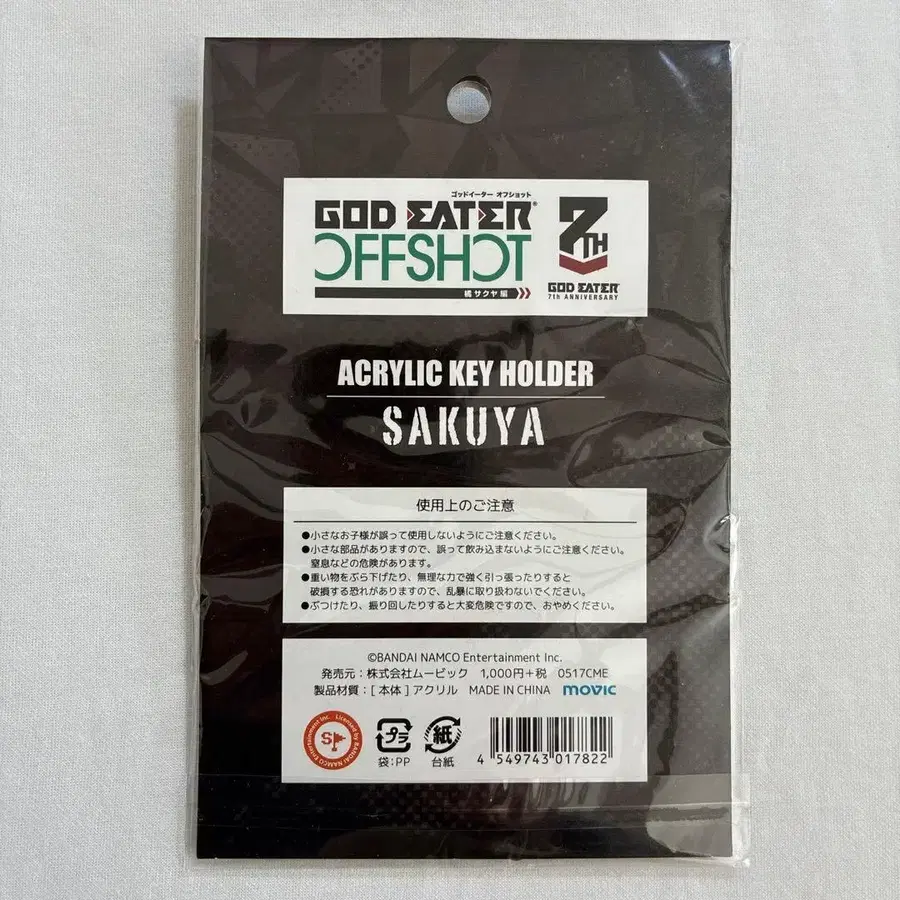 ゴッドイーター オフショット
GOD EATER®
OFFSHOT
橘サクヤ編
7TH
GOD EATER®
7th ANNIVERSARY
ACRYLIC KEY HOLDER
SAKUYA
使用上のご注意
●小さなお子様が誤って使用しないようにご注意ください。
●小さな部品がありますので、誤って飲み込まないようにご注意ください。
窒息などの危険があります。
●重い物をぶら下げたり、無理な力で強く引っ張ったりすると
破損する恐れがありますので、乱暴に取り扱わないでください。
●ぶつけたり、振り回したりすると大変危険ですので、おやめください。
©BANDAI NAMCO Entertainment Inc.
発売元：株式会社ムービック 1,000円+税 0517CME
製品材質：[本体]アクリル MADE IN CHINA movic
Licensed by BANDAI NAMCO Entertainment Inc.
S
プラ
袋:PP
紙
台紙
4 549743 017822